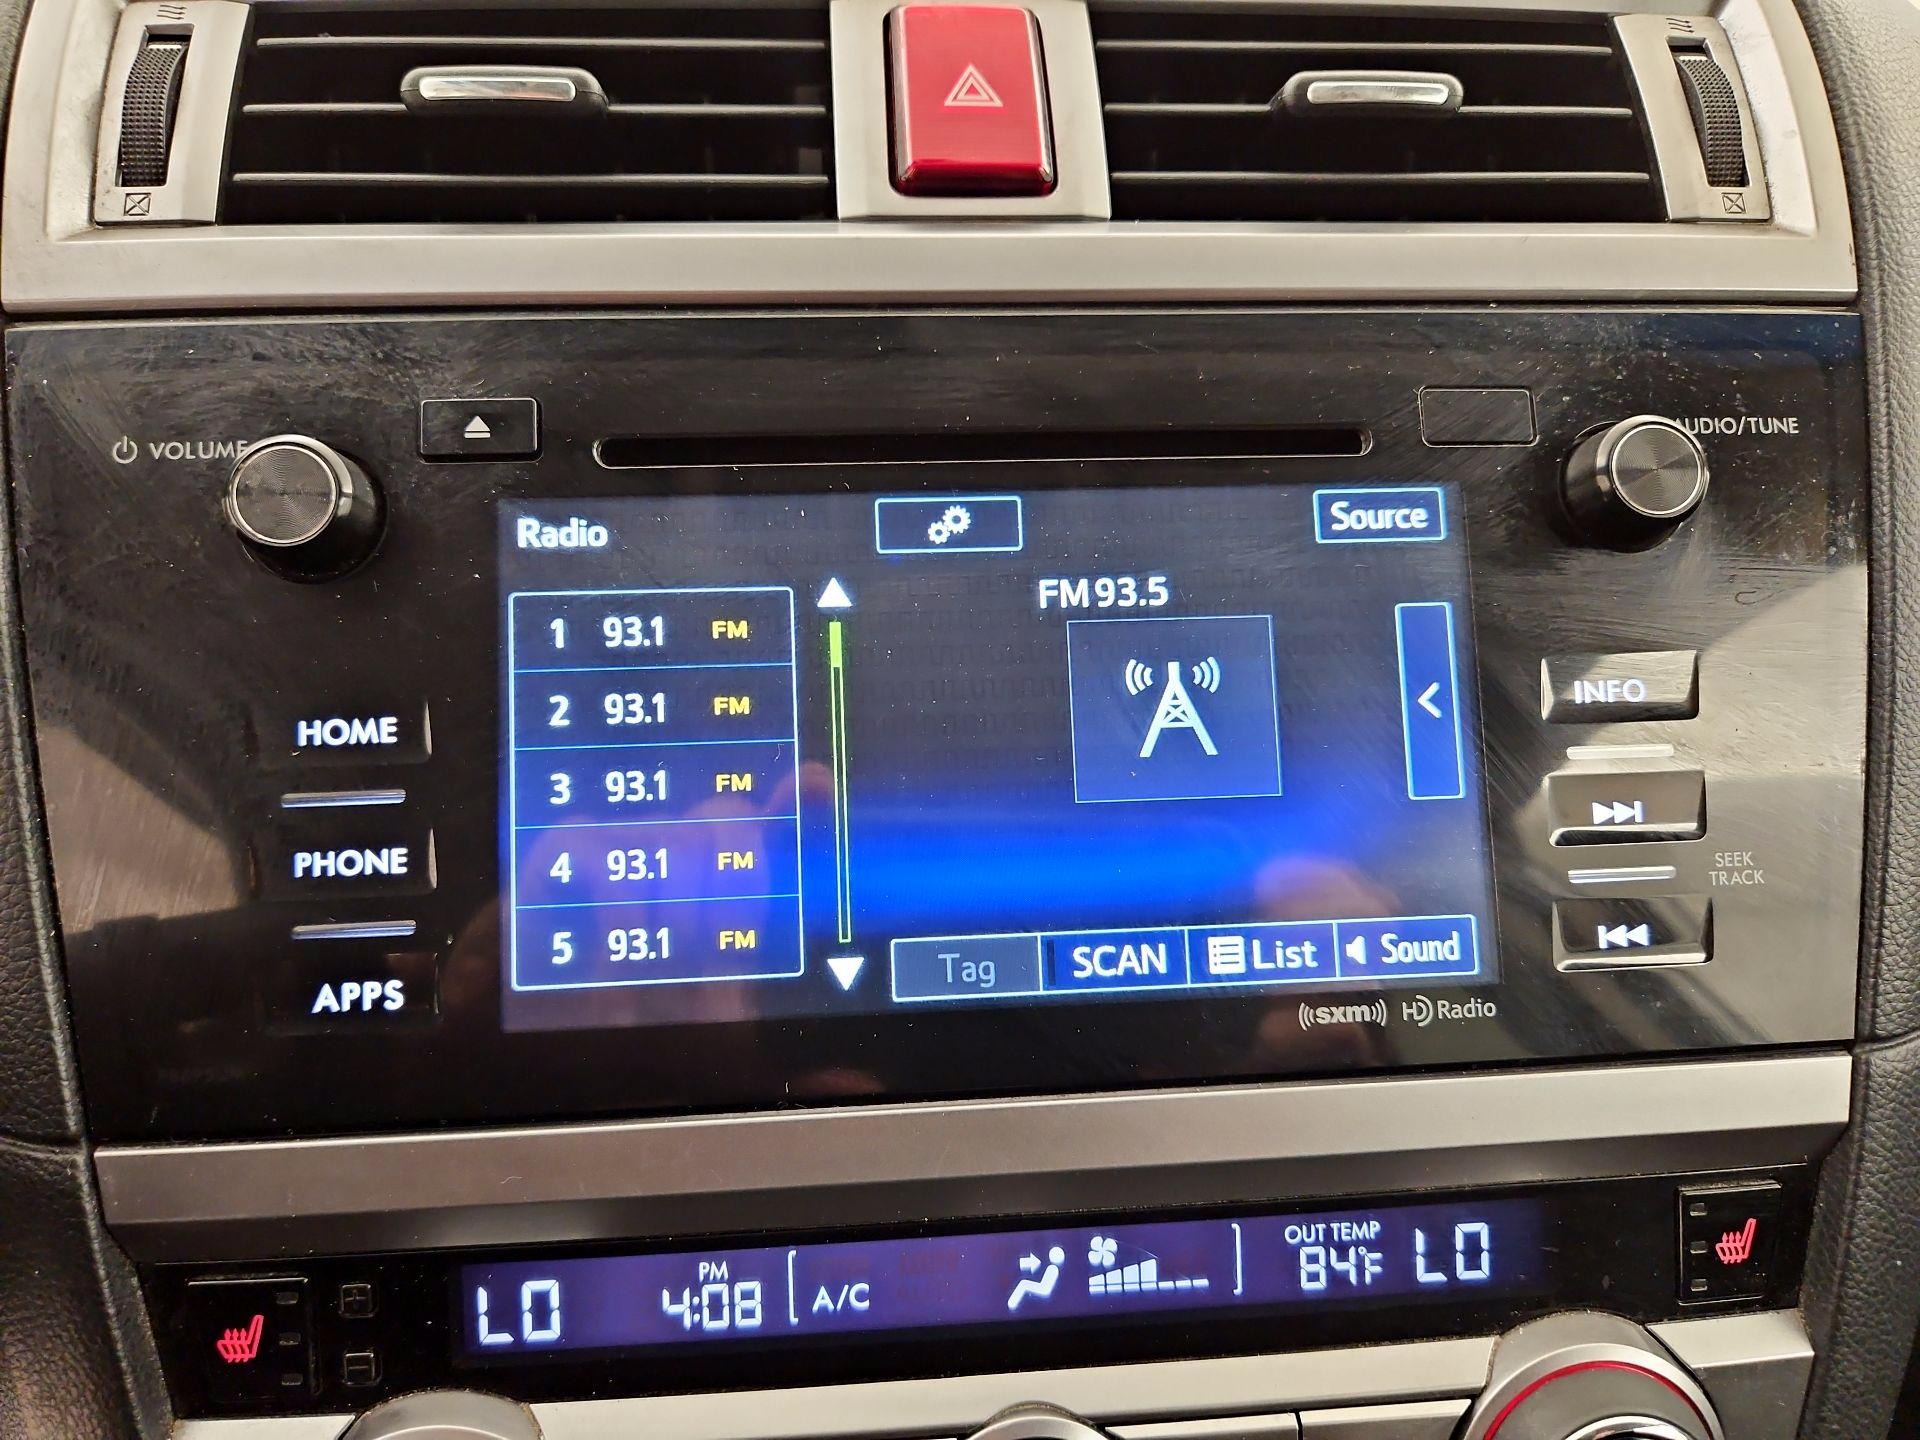 VOLUME
AUDIO/TUNE
Radio
Source
FM 93.5
1 93.1 FM
2 93.1 FM
3 93.1 FM
4 93.1 FM
5 93.1 FM
HOME
PHONE
APPS
INFO
SEEK
TRACK
Tag
SCAN
List
Sound
((sxm)) HD Radio
LO
PM
4:08
A/C
OUT TEMP
84°F
LO